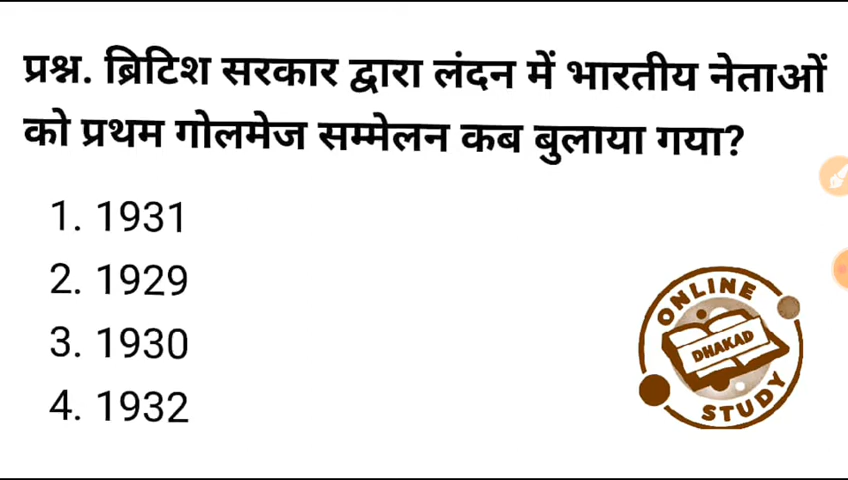 प्रश्न. ब्रिटिश सरकार द्वारा लंदन में भारतीय नेताओं
को प्रथम गोलमेज सम्मेलन कब बुलाया गया?
1. 1931
2. 1929
3. 1930
4. 1932
ONLINE
DHAKAD
STUDY